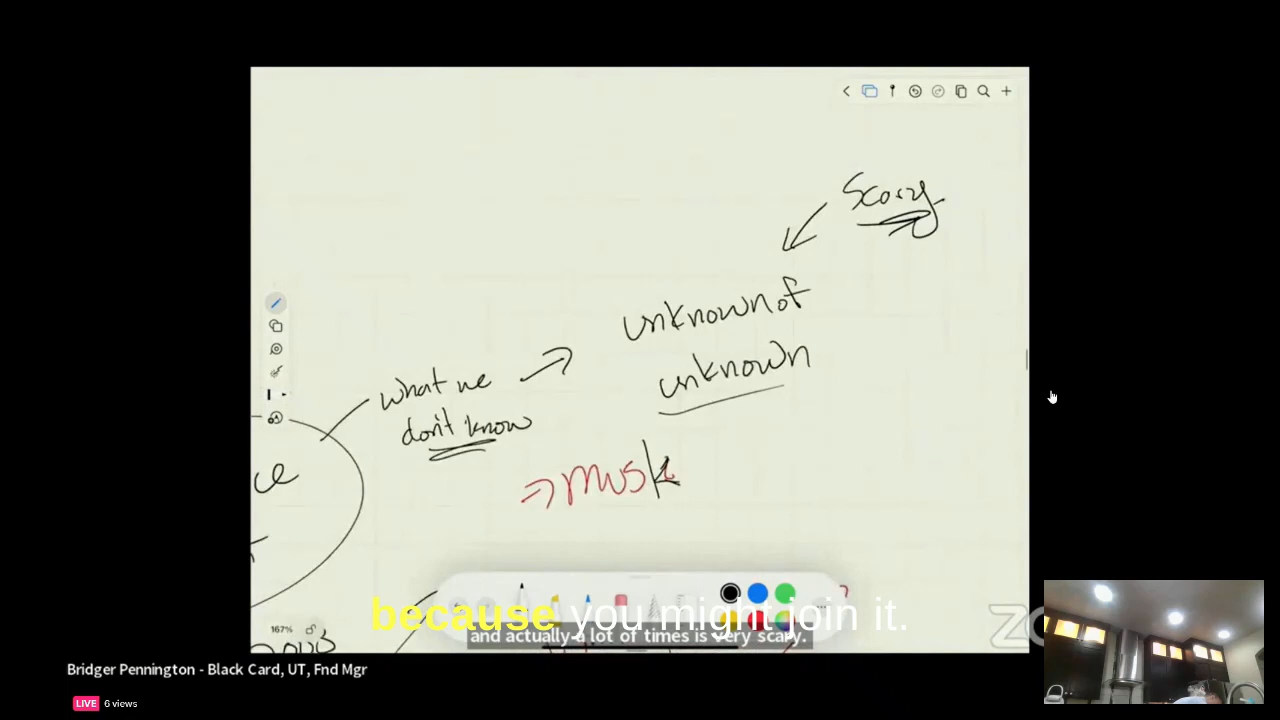 Scary
unknown of
unknown
what we
don't know
=> Musk
ce
because you might join it.
and actually a lot of times is very scary.
167%
Bridger Pennington - Black Card, UT, Fnd Mgr
LIVE 6 views